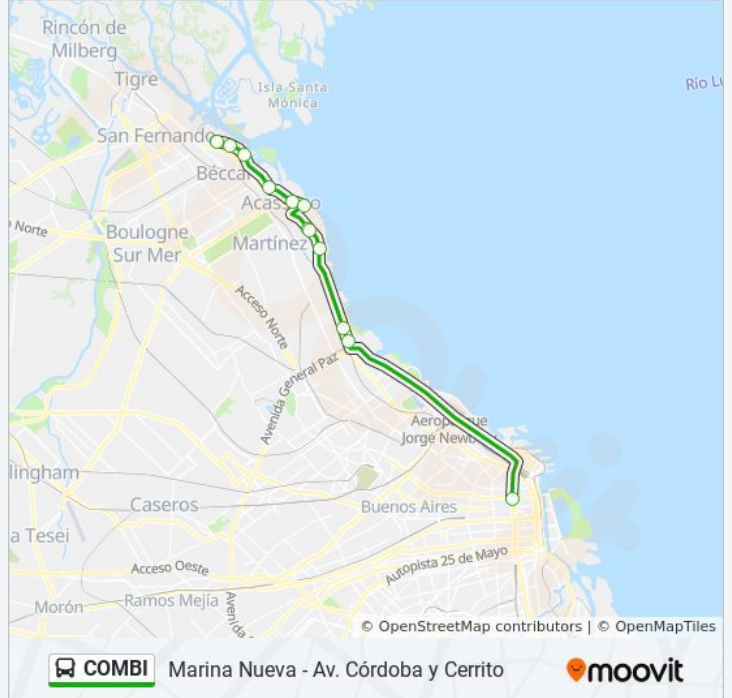 Rincón de
Milberg
Tigre
Isla Santa
Mónica
Río Lu
San Fernando
Béccar
Acassuso
o Norte
Boulogne
Sur Mer
Martínez
Acceso Norte
Avenida General Paz
Aeroparque
Jorge Newbery
llingham
Caseros
Buenos Aires
a Tesei
Autopista 25 de Mayo
Acceso Oeste
Morón
Ramos Mejía
Avenida
© OpenStreetMap contributors | © OpenMapTiles
COMBI Marina Nueva - Av. Córdoba y Cerrito
moovit